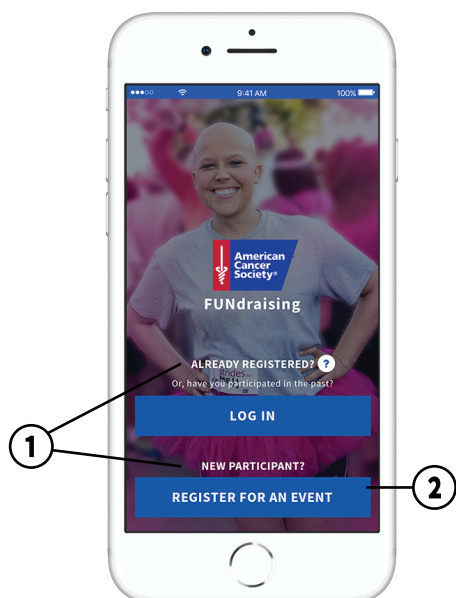 9:41 AM
100%
American
Cancer
Society®
FUNdraising
ALREADY REGISTERED? ?
Or, have you participated in the past?
LOG IN
1
NEW PARTICIPANT?
REGISTER FOR AN EVENT
2